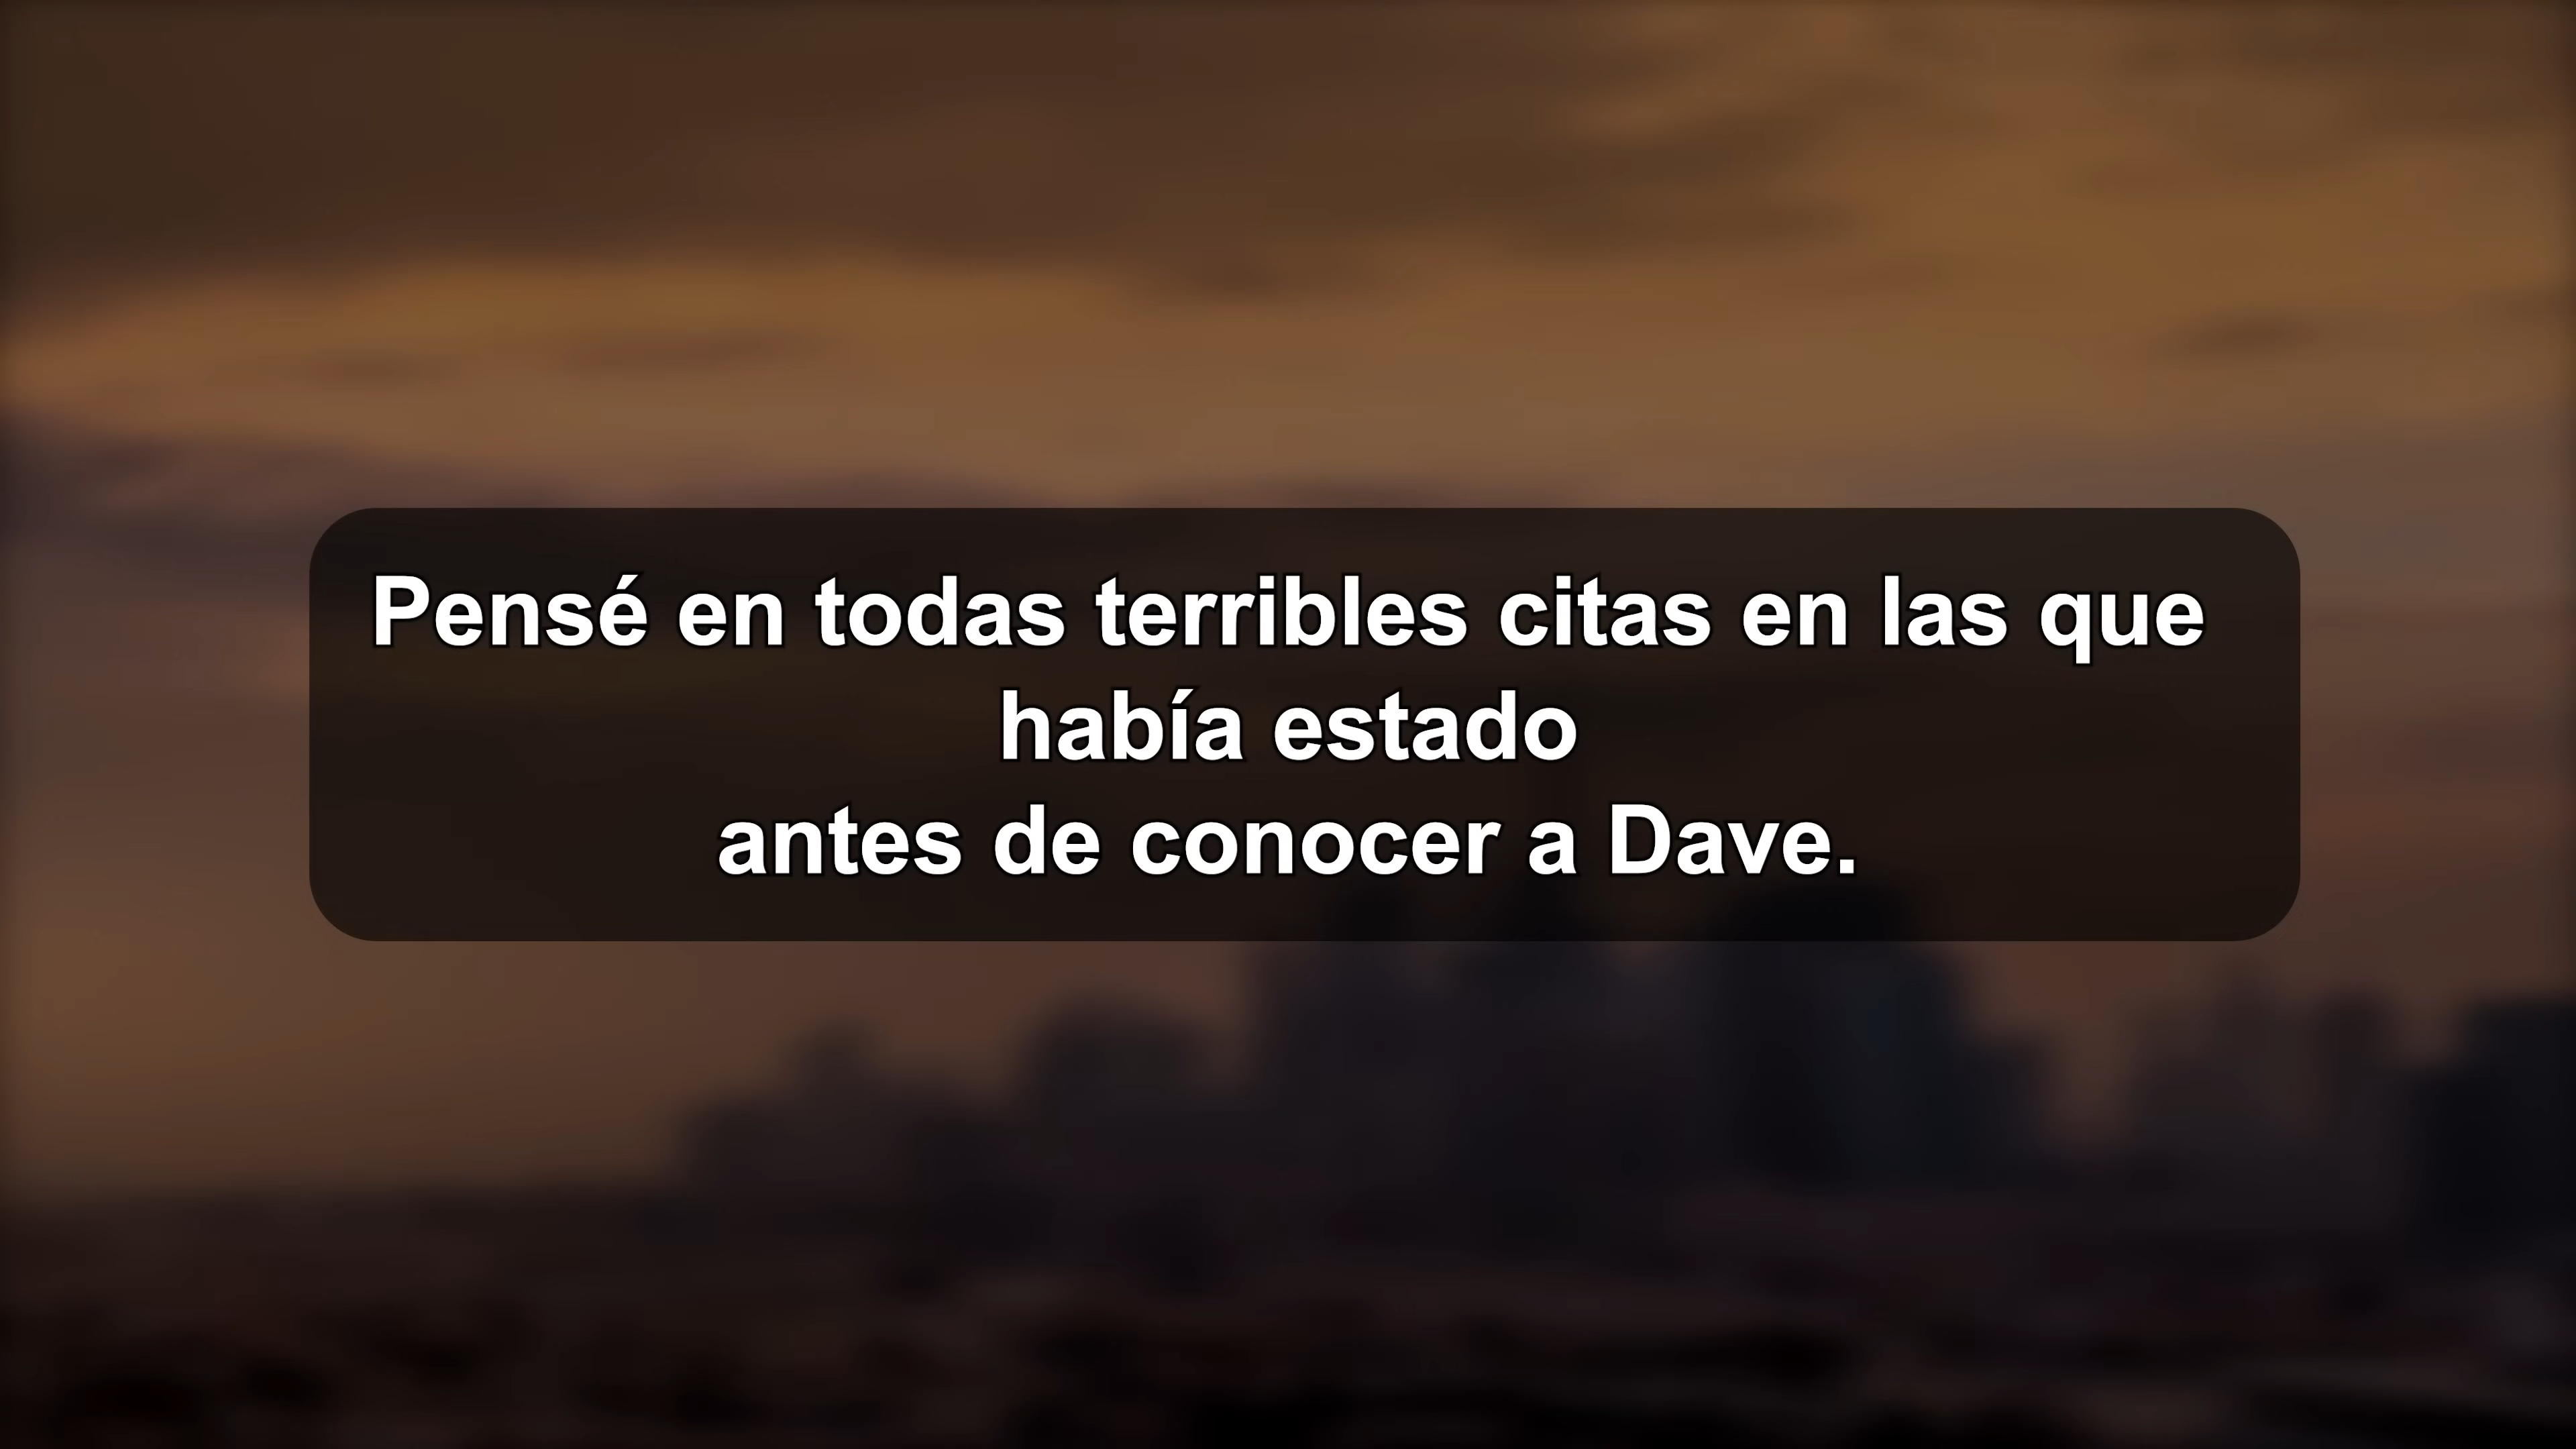 Pensé en todas terribles citas en las que
había estado
antes de conocer a Dave.